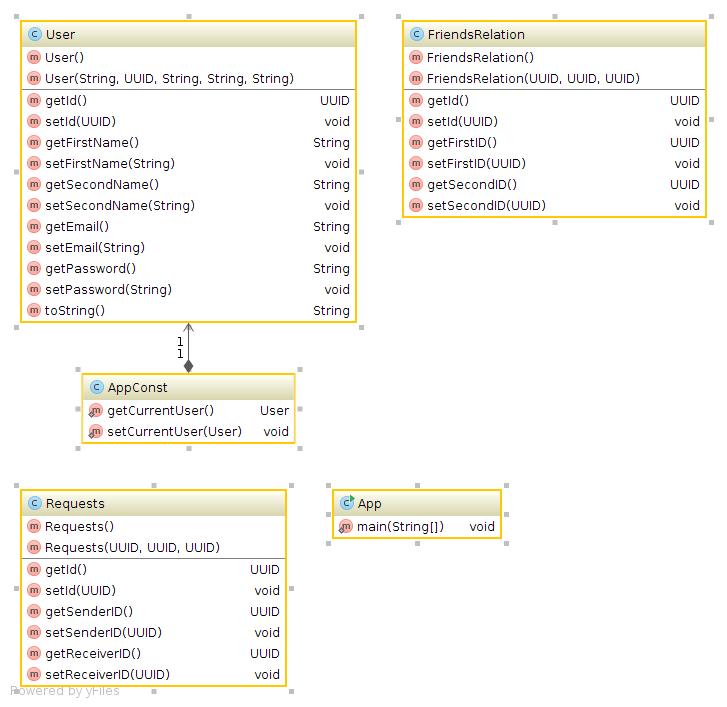 C User
m User()
m User(String, UUID, String, String, String)
m getId() UUID
m setId(UUID) void
m getFirstName() String
m setFirstName(String) void
m getSecondName() String
m setSecondName(String) void
m getEmail() String
m setEmail(String) void
m getPassword() String
m setPassword(String) void
m toString() String
C FriendsRelation
m FriendsRelation()
m FriendsRelation(UUID, UUID, UUID)
m getId() UUID
m setId(UUID) void
m getFirstID() UUID
m setFirstID(UUID) void
m getSecondID() UUID
m setSecondID(UUID) void
1
1
C AppConst
m getCurrentUser() User
m setCurrentUser(User) void
C Requests
m Requests()
m Requests(UUID, UUID, UUID)
m getId() UUID
m setId(UUID) void
m getSenderID() UUID
m setSenderID(UUID) void
m getReceiverID() UUID
m setReceiverID(UUID) void
C App
m main(String[]) void
Powered by yFiles